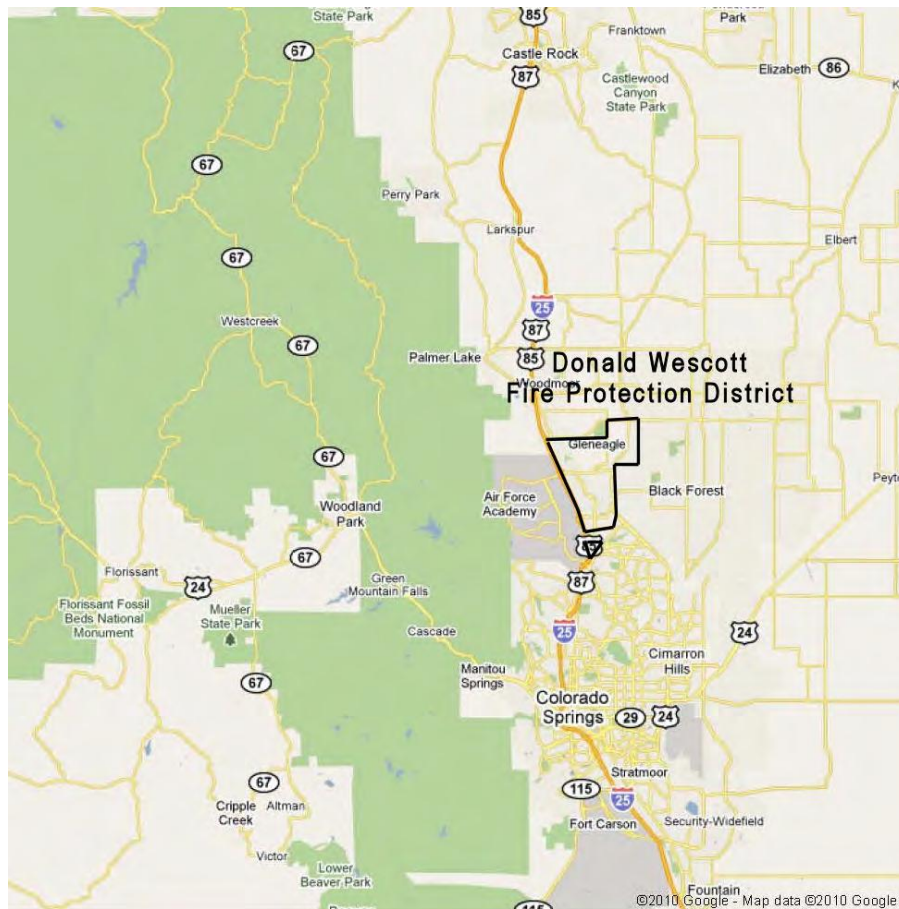 85
Franktown
Park
State Park
67
67
Castle Rock
Elizabeth
86
87
Castlewood
Canyon
State Park
67
Perry Park
Larkspur
Elbert
67
25
Westcreek
87
67
Palmer Lake
85
Woodmoor
Donald Wescott
Fire Protection District
Gleneagle
67
Air Force
Academy
Black Forest
Woodland
Park
85
67
Florissant
24
Green
Mountain Falls
87
Florissant Fossil
Beds National
Monument
Mueller
State Park
Cascade
25
24
Cimarron
Hills
Manitou
Springs
67
Colorado
Springs
29
24
Stratmoor
67
115
25
Cripple
Creek
Altman
Fort Carson
Security-Widefield
Victor
Lower
Beaver Park
Fountain
115
©2010 Google - Map data ©2010 Google